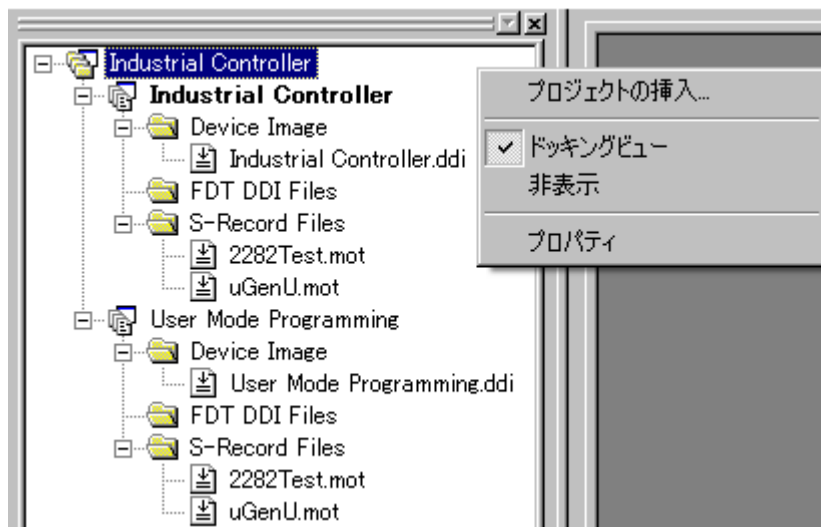 Industrial Controller
Industrial Controller
Device Image
Industrial Controller.ddi
FDT DDI Files
S-Record Files
2282Test.mot
uGenU.mot
User Mode Programming
Device Image
User Mode Programming.ddi
FDT DDI Files
S-Record Files
2282Test.mot
uGenU.mot
プロジェクトの挿入...
ドッキングビュー
非表示
プロパティ